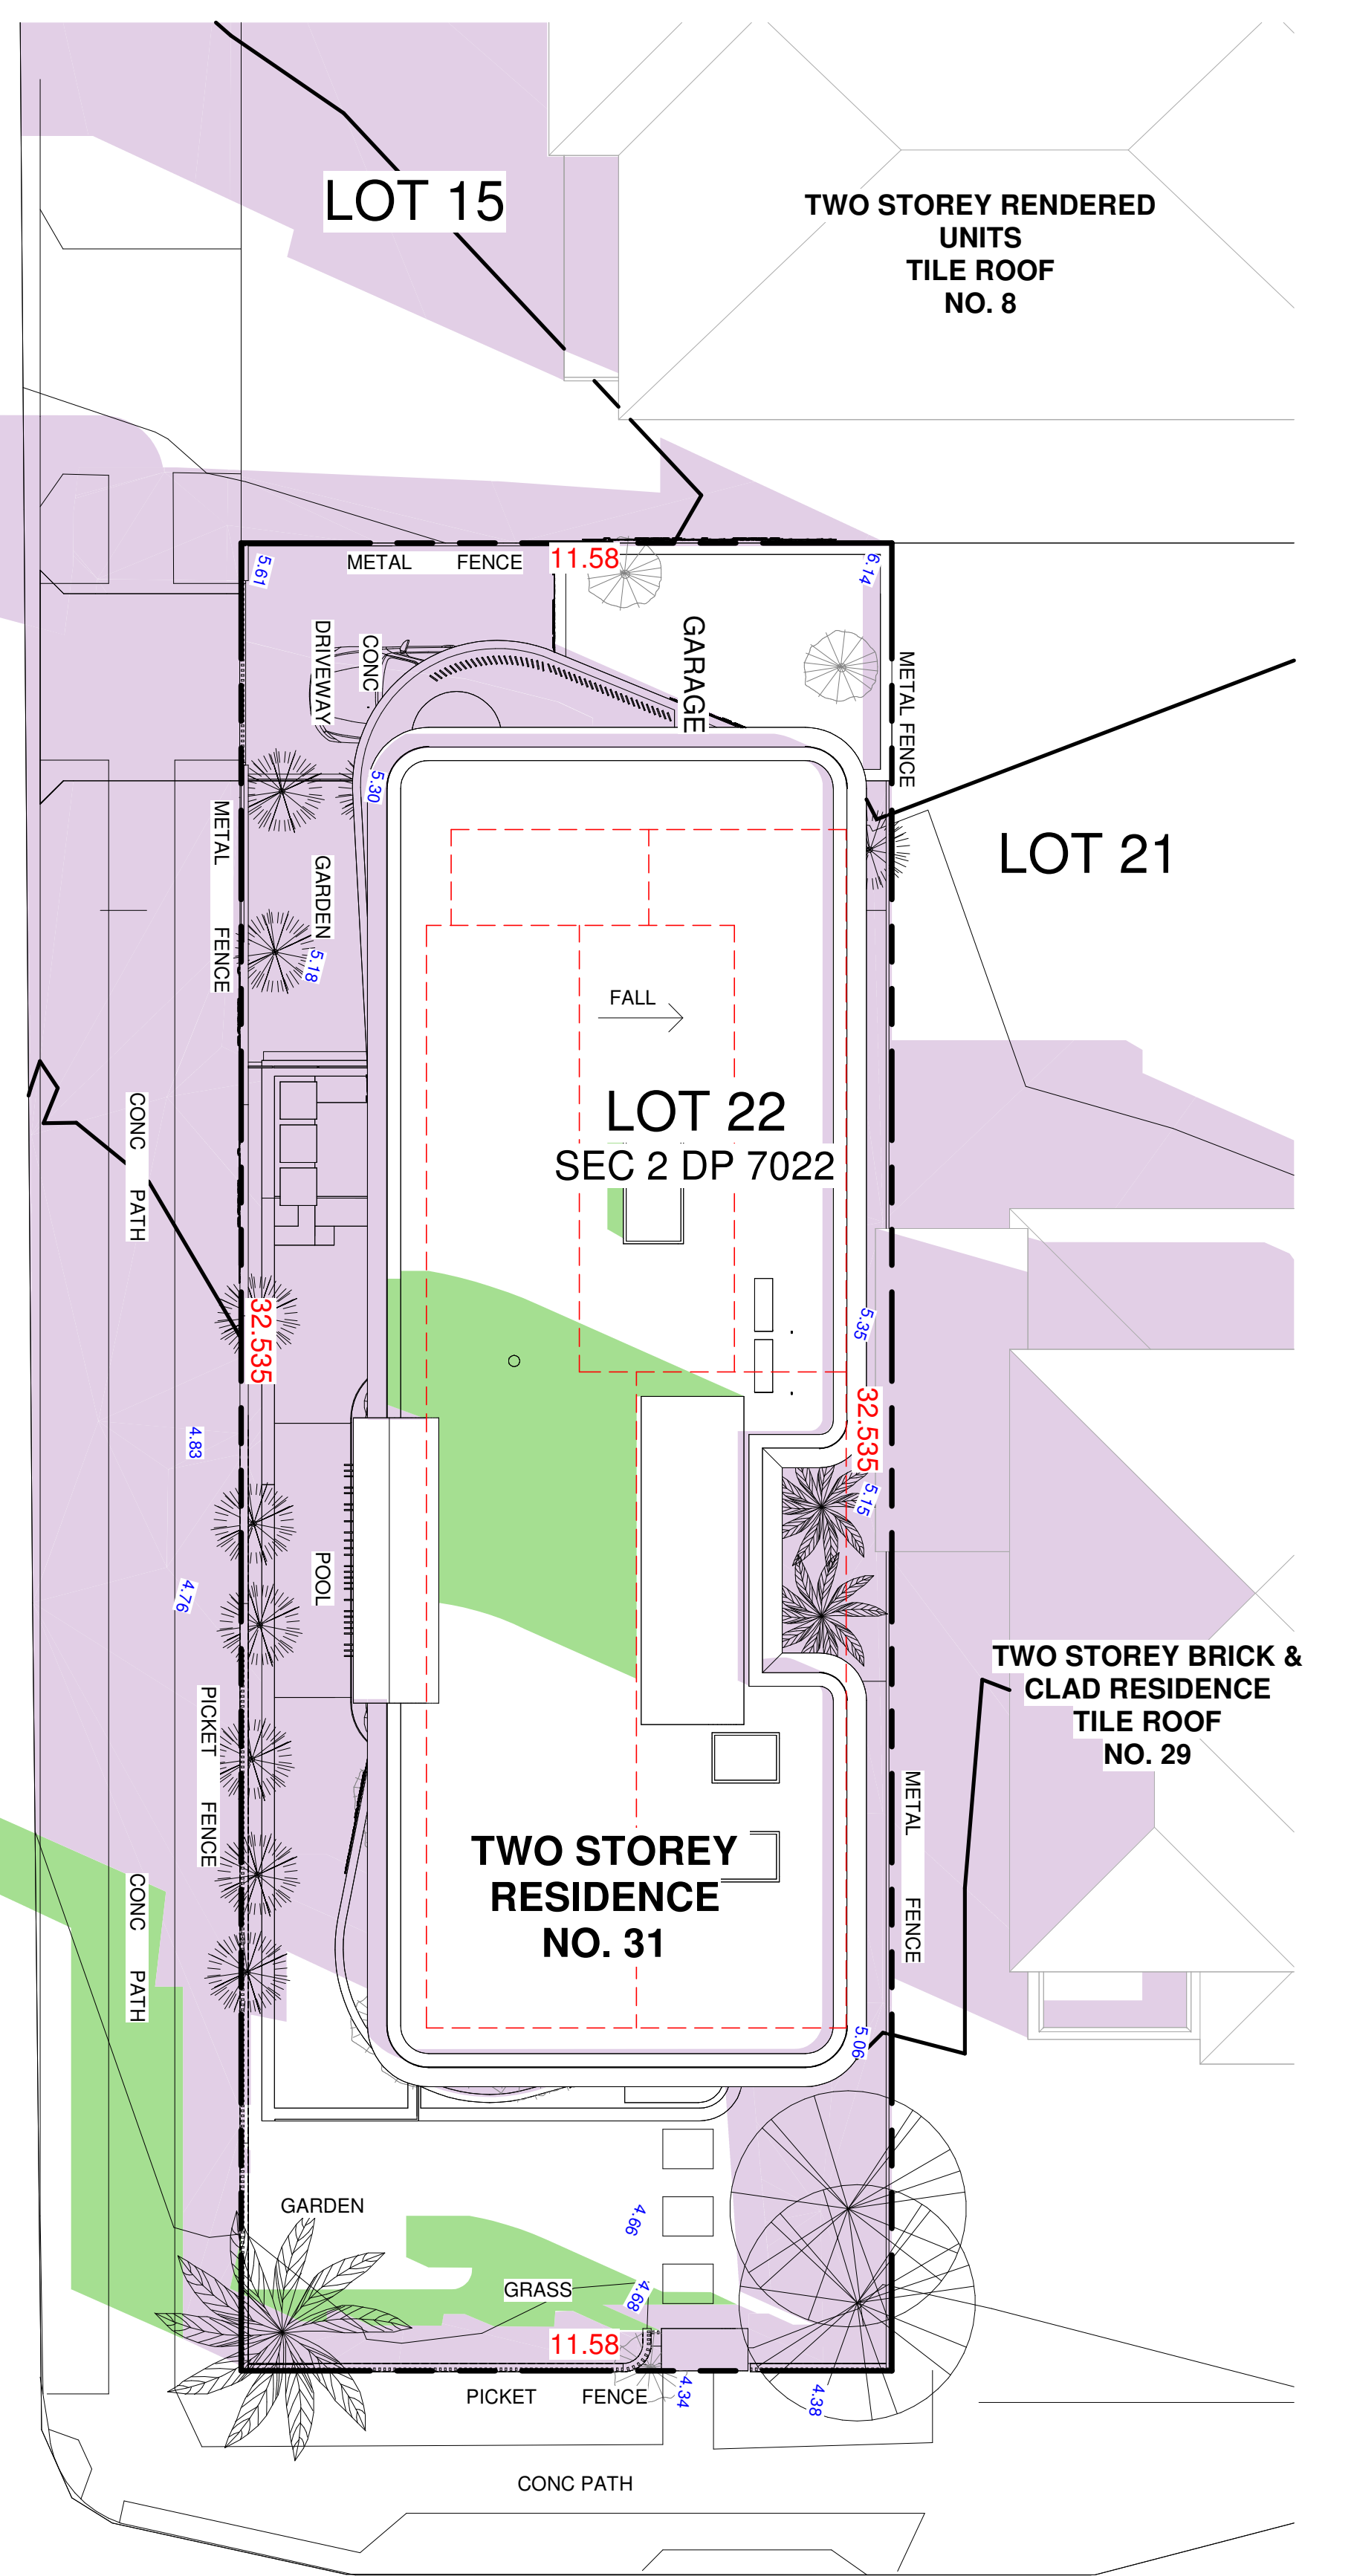 LOT 15
TWO STOREY RENDERED
UNITS
TILE ROOF
NO. 8
METAL FENCE
11.58
5.61
6.14
DRIVEWAY
CONC
GARAGE
METAL FENCE
5.30
METAL FENCE
GARDEN
5.18
LOT 21
FALL
LOT 22
SEC 2 DP 7022
CONC PATH
32.535
5.35
32.535
4.83
5.15
4.76
POOL
TWO STOREY BRICK &
CLAD RESIDENCE
TILE ROOF
NO. 29
PICKET FENCE
METAL FENCE
TWO STOREY
RESIDENCE
NO. 31
CONC PATH
5.06
GARDEN
4.66
GRASS
4.68
11.58
PICKET FENCE
4.34
4.38
CONC PATH